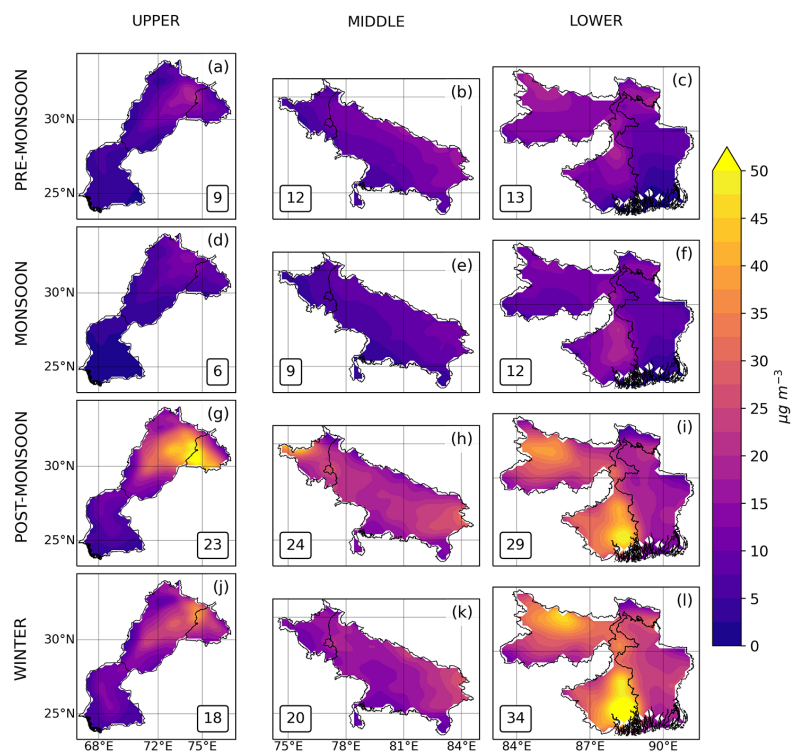 UPPER MIDDLE LOWER
PRE-MONSOON
(a) (b) (c)
30°N
25°N
9 12 13
MONSOON
(d) (e) (f)
30°N
25°N
6 9 12
POST-MONSOON
(g) (h) (i)
30°N
25°N
23 24 29
WINTER
(j) (k) (l)
30°N
25°N
18 20 34
68°E 72°E 75°E 75°E 78°E 81°E 84°E 84°E 87°E 90°E
50
45
40
35
30
25
20
15
10
5
0
μg m⁻³